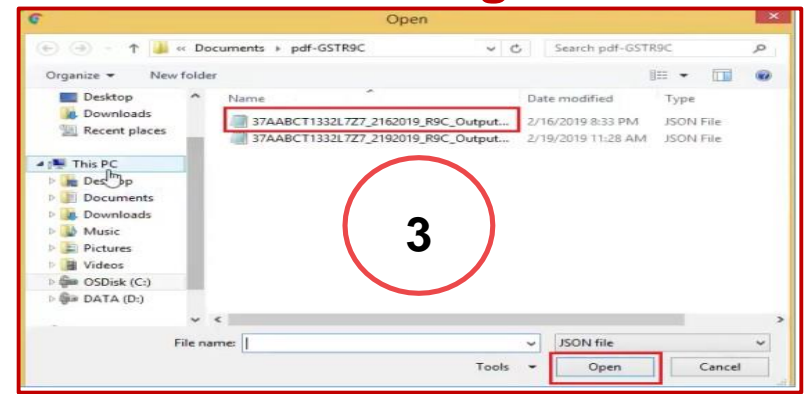 Open
« Documents ▸ pdf-GSTR9C
Search pdf-GSTR9C
Organize
New folder
Name
Date modified
Type
Desktop
Downloads
Recent places
This PC
Desktop
Documents
Downloads
Music
Pictures
Videos
OSDisk (C:)
DATA (D:)
37AABCT1332L7Z7_2162019_R9C_Output...
2/16/2019 8:33 PM
JSON File
37AABCT1332L7Z7_2192019_R9C_Output...
2/19/2019 11:28 AM
JSON File
3
File name:
JSON file
Tools
Open
Cancel